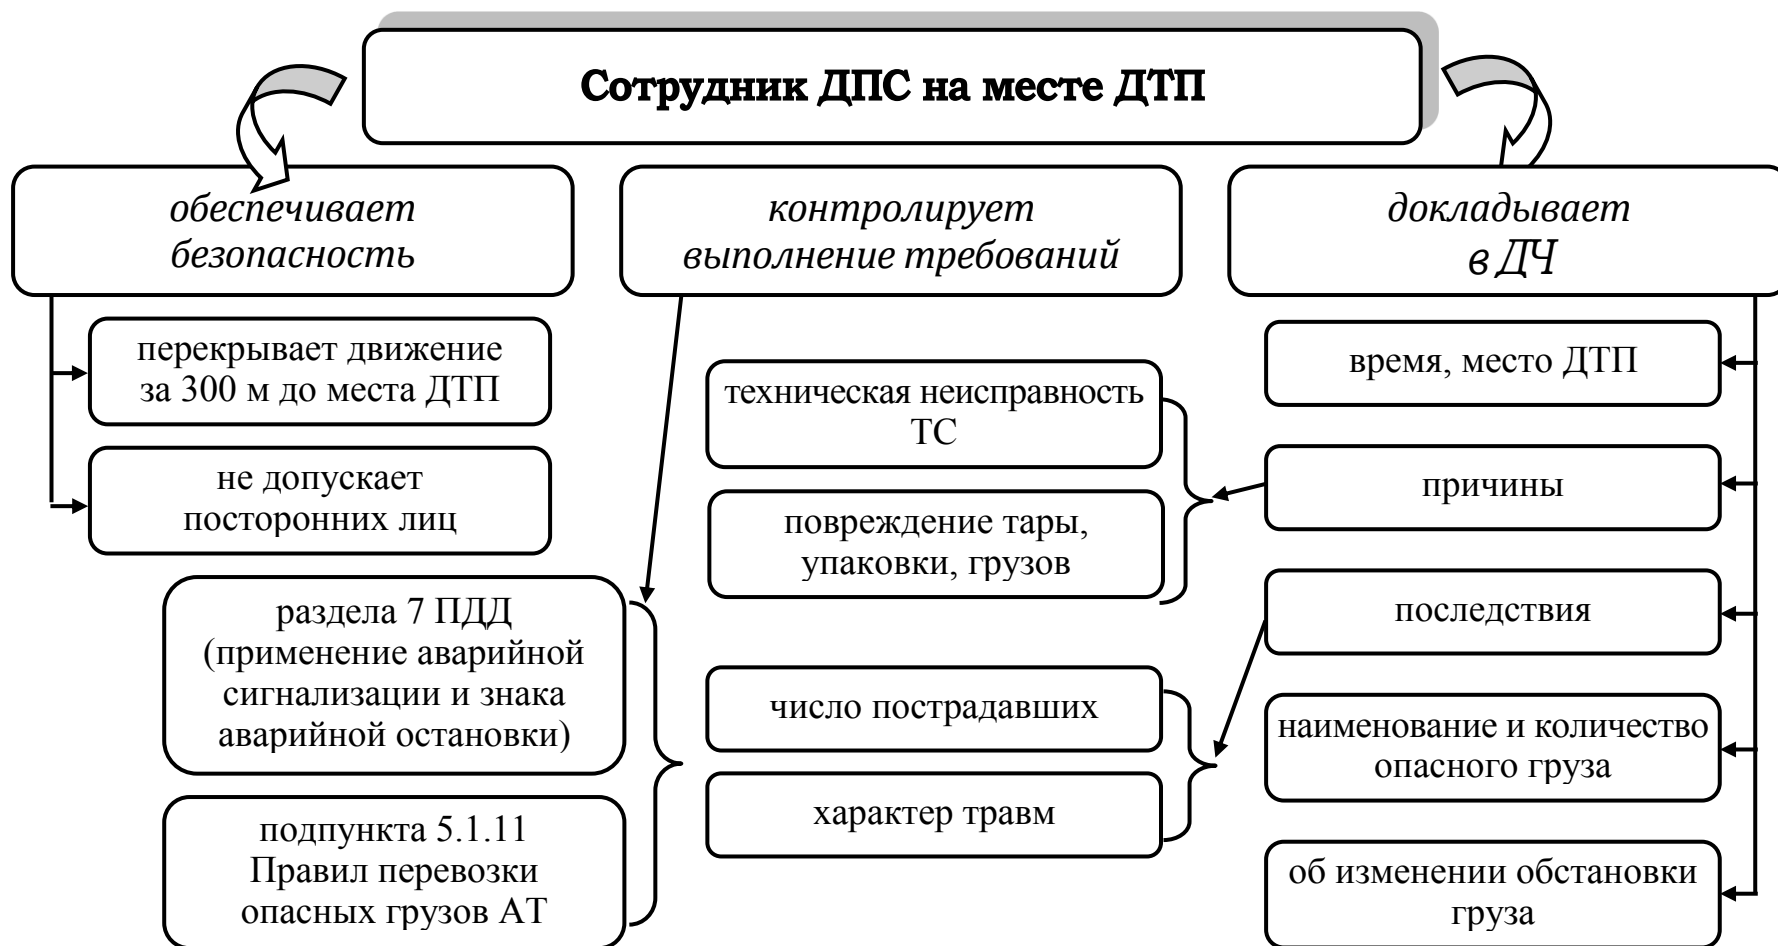 Сотрудник ДПС на месте ДТП
обеспечивает
безопасность
контролирует
выполнение требований
докладывает
в ДЧ
перекрывает движение
за 300 м до места ДТП
не допускает
посторонних лиц
раздела 7 ПДД
(применение аварийной
сигнализации и знака
аварийной остановки)
подпункта 5.1.11
Правил перевозки
опасных грузов АТ
техническая неисправность
ТС
повреждение тары,
упаковки, грузов
число пострадавших
характер травм
время, место ДТП
причины
последствия
наименование и количество
опасного груза
об изменении обстановки
груза